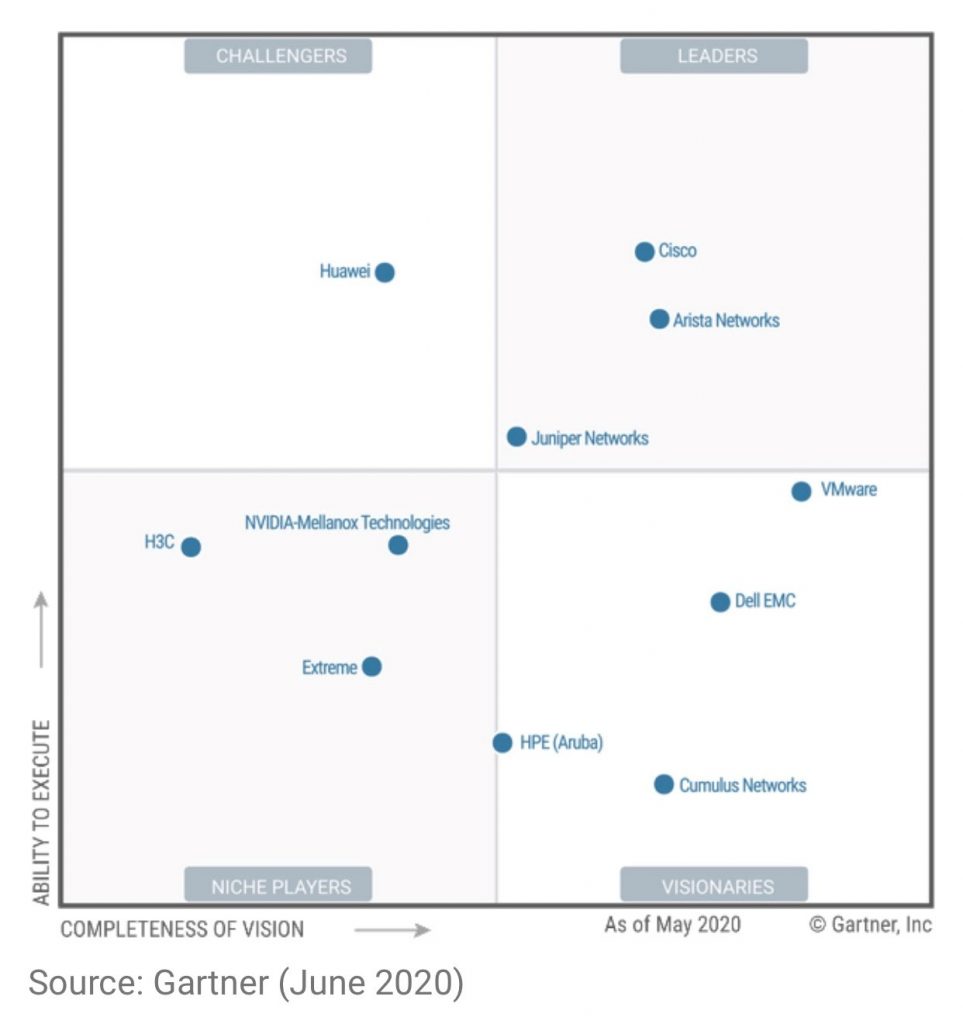 CHALLENGERS
LEADERS
Cisco
Huawei
Arista Networks
Juniper Networks
VMware
NVIDIA-Mellanox Technologies
H3C
Dell EMC
Extreme
HPE (Aruba)
Cumulus Networks
ABILITY TO EXECUTE
NICHE PLAYERS
VISIONARIES
COMPLETENESS OF VISION
As of May 2020
© Gartner, Inc
Source: Gartner (June 2020)